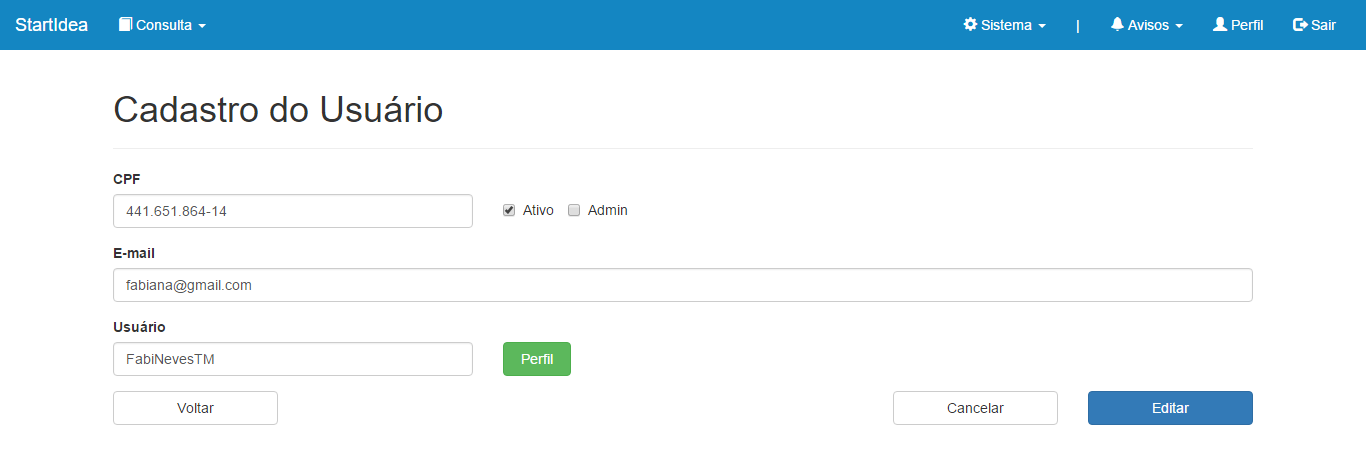 StartIdea Consulta Sistema | Avisos Perfil Sair
Cadastro do Usuário
CPF
441.651.864-14 Ativo Admin
E-mail
fabiana@gmail.com
Usuário
FabiNevesTM Perfil
Voltar Cancelar Editar